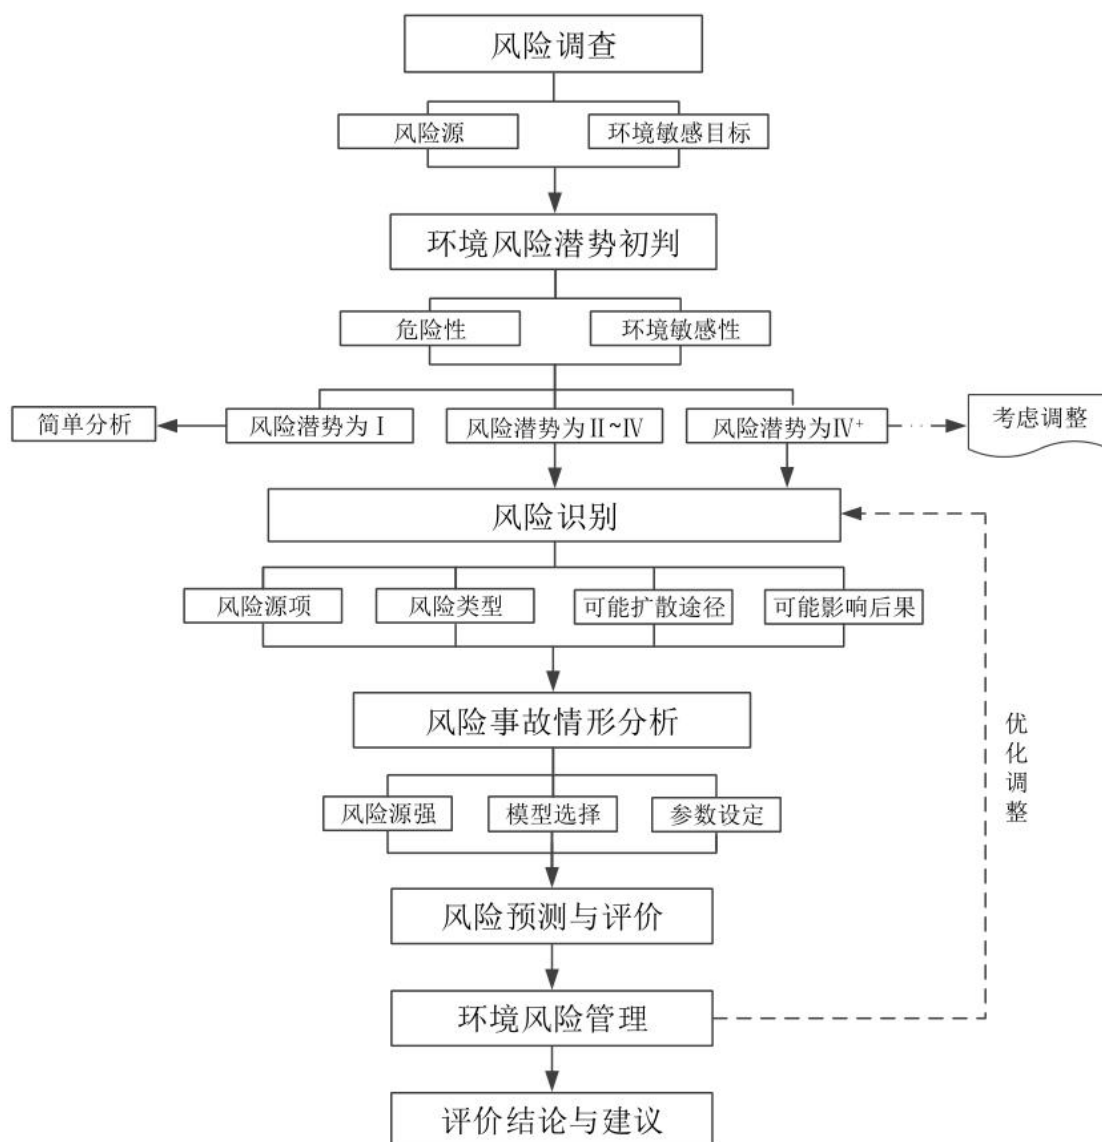 风险调查
风险源
环境敏感目标
环境风险潜势初判
危险性
环境敏感性
简单分析
风险潜势为Ⅰ
风险潜势为Ⅱ~Ⅳ
风险潜势为Ⅳ⁺
考虑调整
风险识别
风险源项
风险类型
可能扩散途径
可能影响后果
风险事故情形分析
优化调整
风险源强
模型选择
参数设定
风险预测与评价
环境风险管理
评价结论与建议